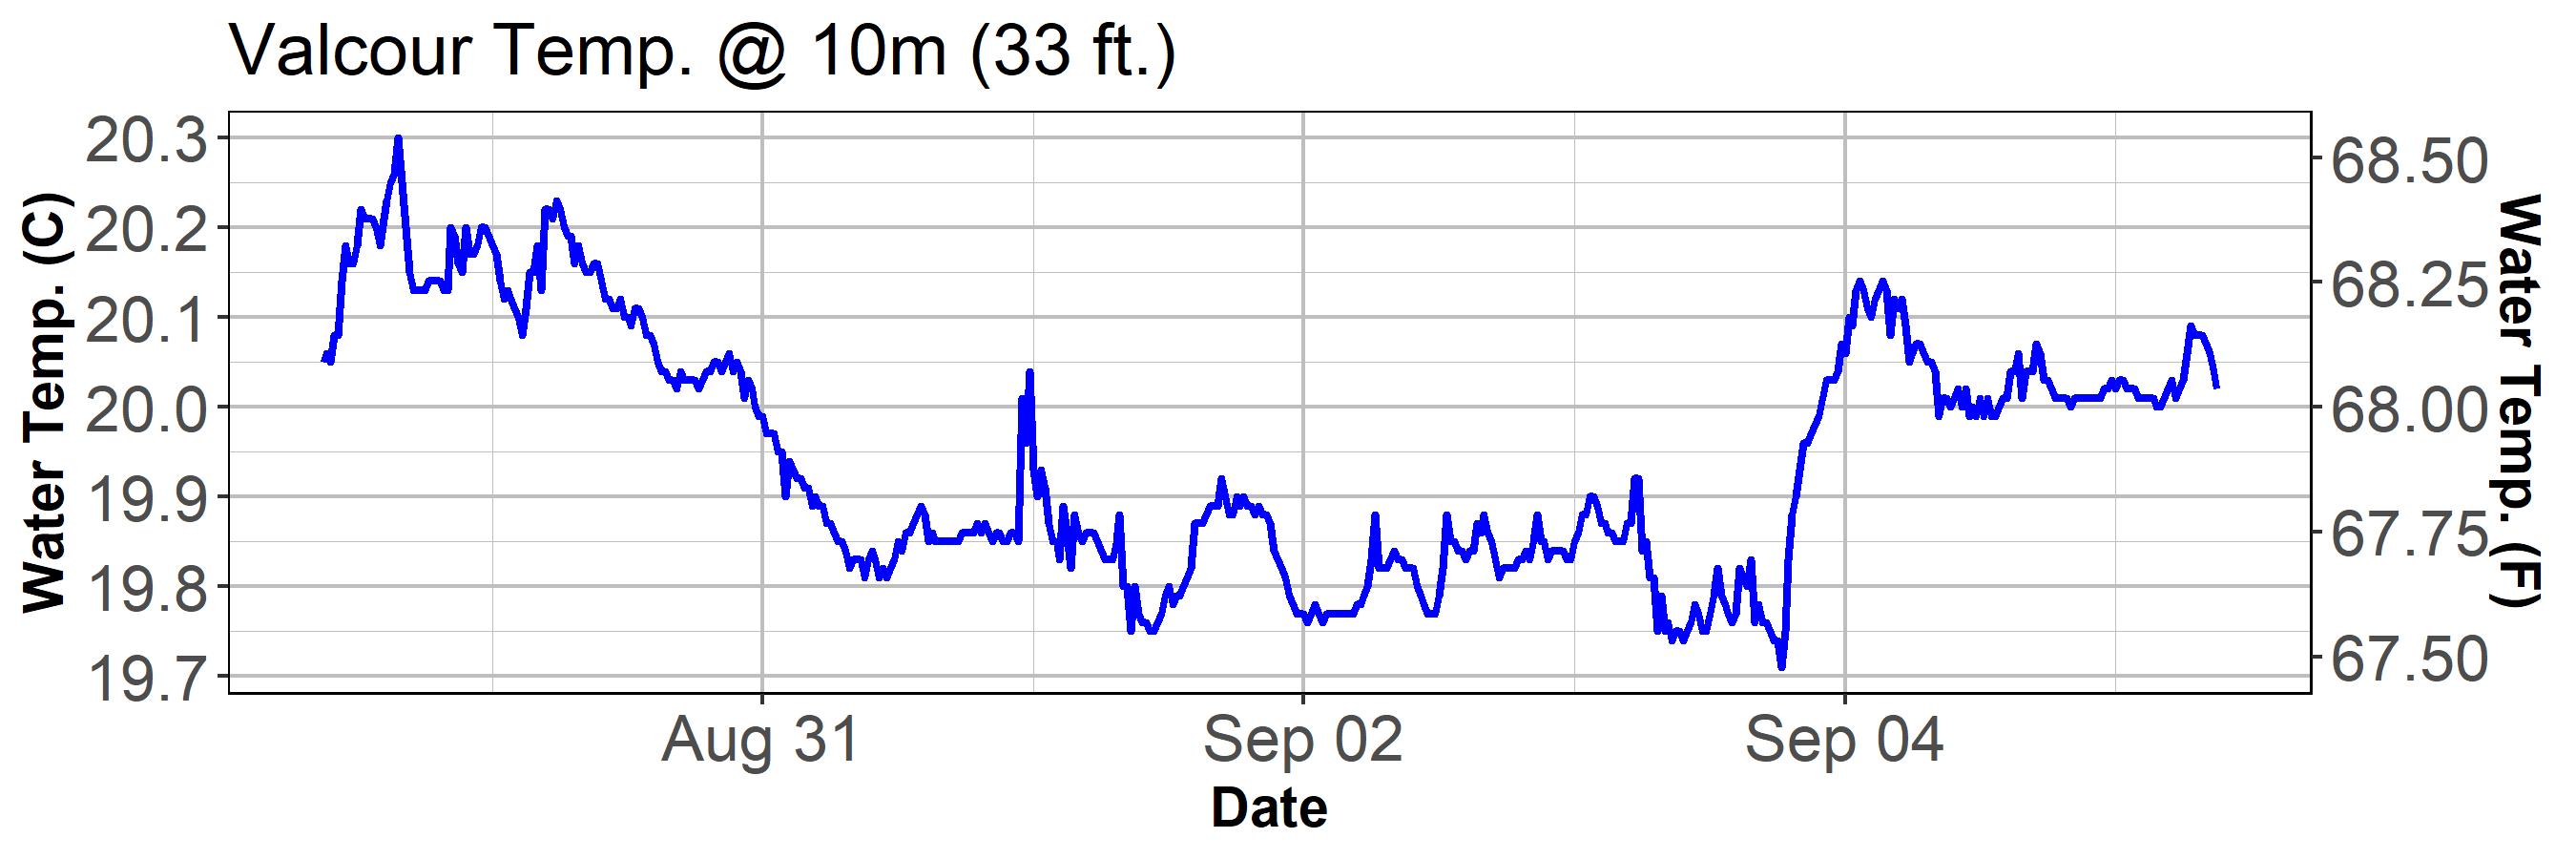 Valcour Temp. @ 10m (33 ft.)
Water Temp. (C)
20.3
20.2
20.1
20.0
19.9
19.8
19.7
68.50
68.25
68.00
67.75
67.50
Water Temp. (F)
Aug 31
Sep 02
Sep 04
Date